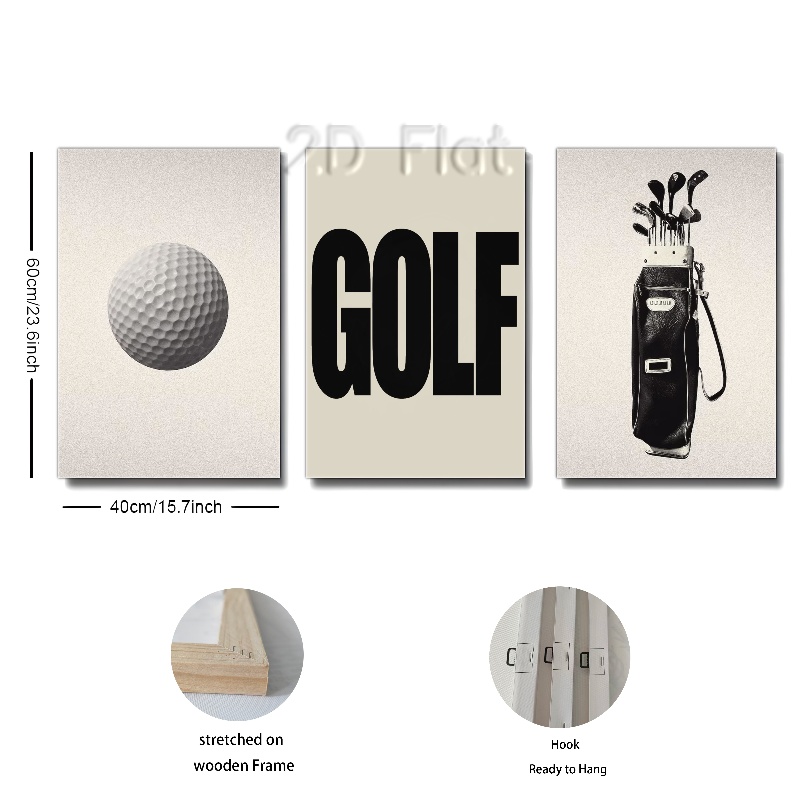 2D Flat
GOLF
60cm/23.6inch
40cm/15.7inch
stretched on
wooden Frame
Hook
Ready to Hang